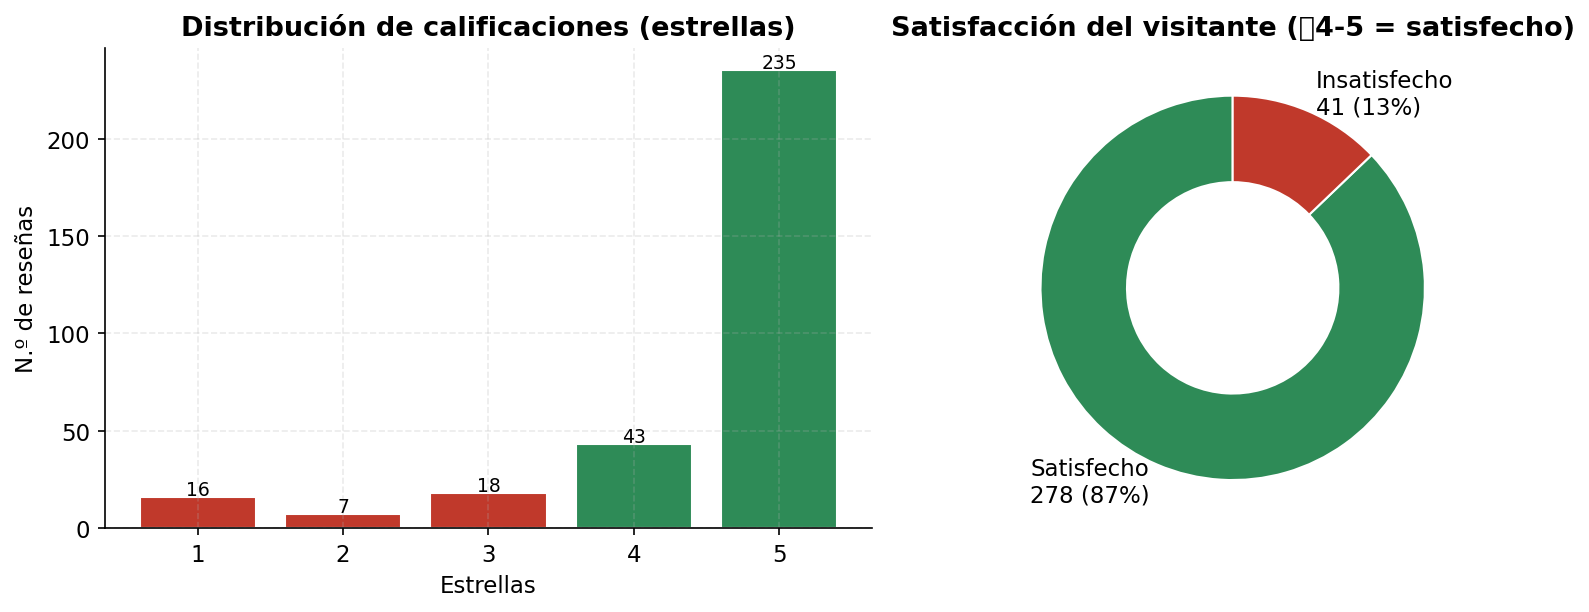 Distribución de calificaciones (estrellas)
235
200
150
100
50
0
16
7
18
43
1
2
3
4
5
N.º de reseñas
Estrellas
Satisfacción del visitante (▯4-5 = satisfecho)
Insatisfecho
41 (13%)
Satisfecho
278 (87%)